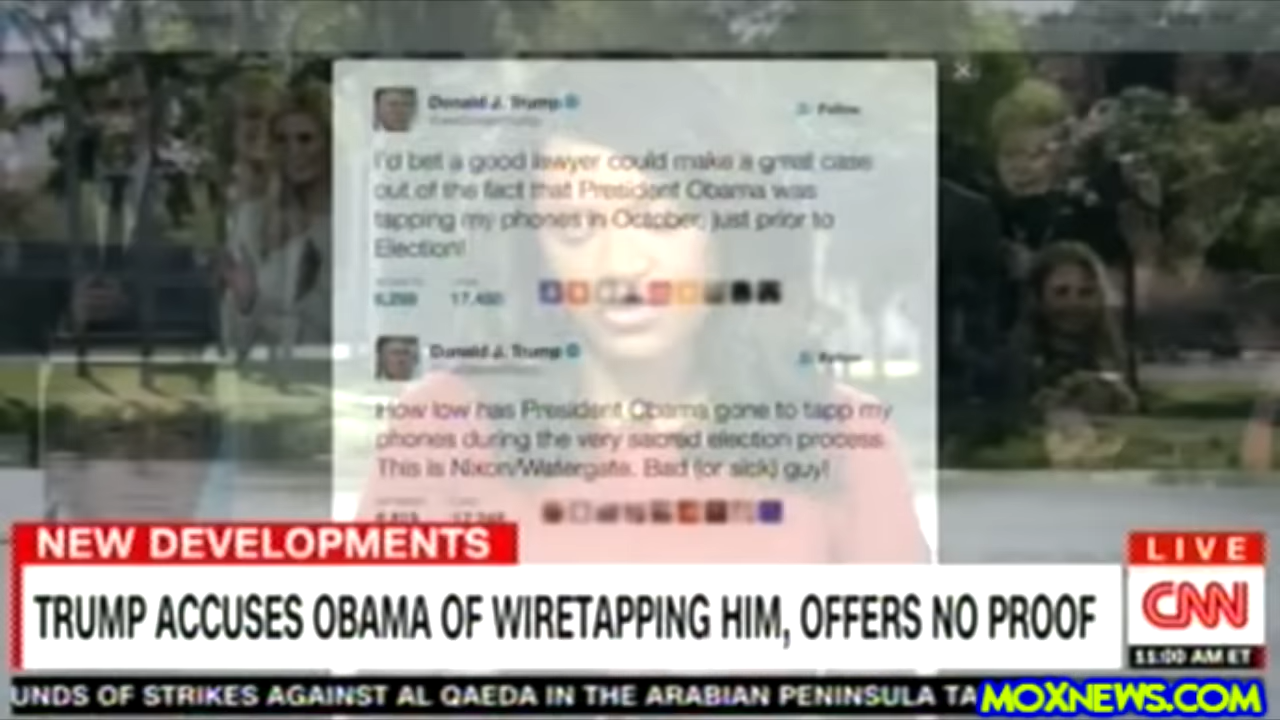 Donald J. Trump
Follow
I'd bet a good lawyer could make a great case
out of the fact that President Obama was
tapping my phones in October, just prior to
Election!
17,400
Donald J. Trump
How low has President Obama gone to tapp my
phones during the very sacred election process.
This is Nixon/Watergate. Bad (or sick) guy!
NEW DEVELOPMENTS
LIVE
TRUMP ACCUSES OBAMA OF WIRETAPPING HIM, OFFERS NO PROOF
CNN
11:00 AM ET
UNDS OF STRIKES AGAINST AL QAEDA IN THE ARABIAN PENINSULA TA
MOXNEWS.COM